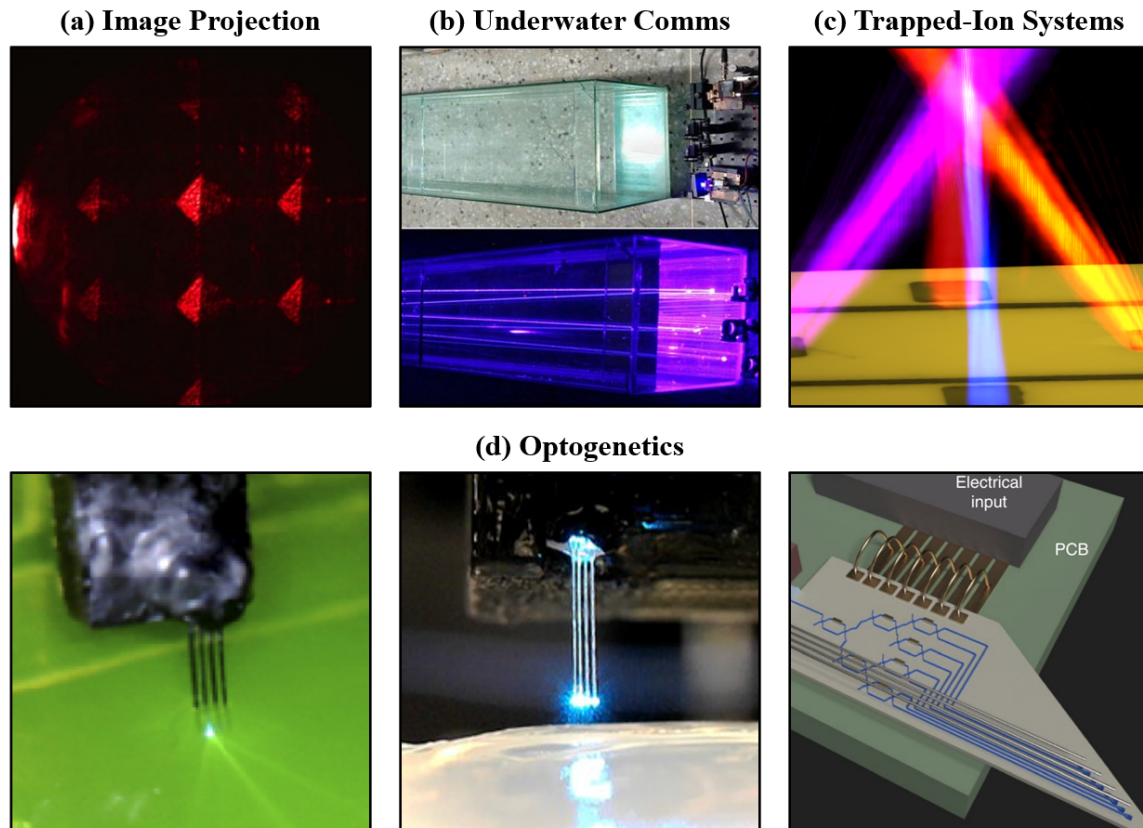 (a) Image Projection
(b) Underwater Comms
(c) Trapped-Ion Systems
(d) Optogenetics
Electrical
input
PCB